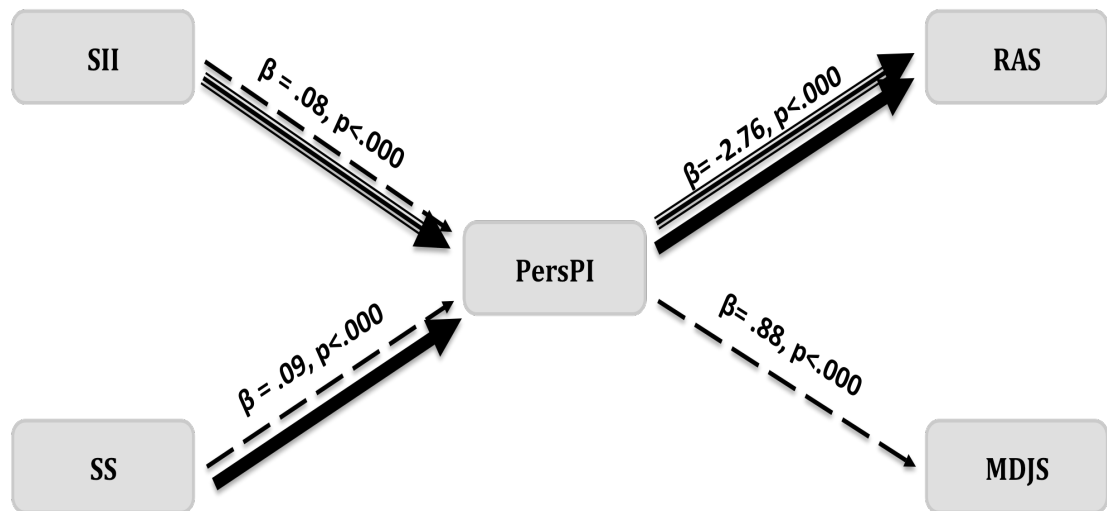 SII
β = .08, p<.000
β= -2.76, p<.000
RAS
PersPI
β = .09, p<.000
β= .88, p<.000
SS
MDJS